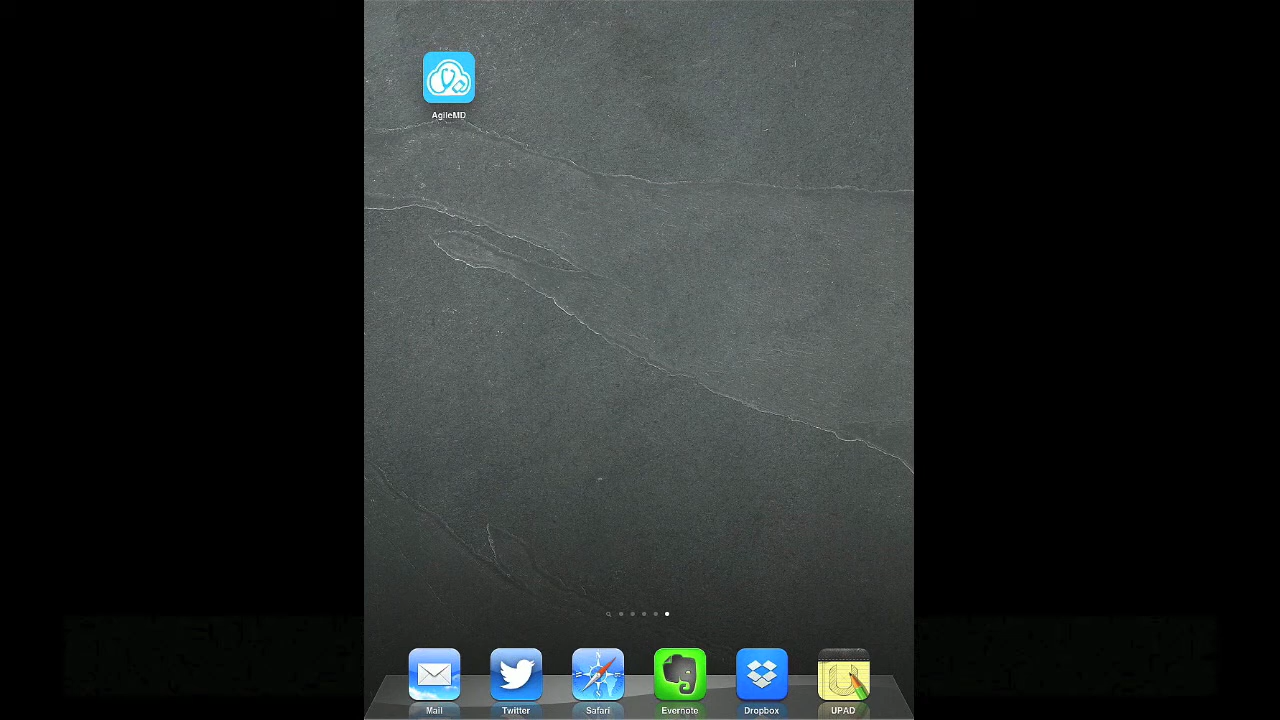 AgileMD
Mail
Twitter
Safari
Evernote
Dropbox
UPAD